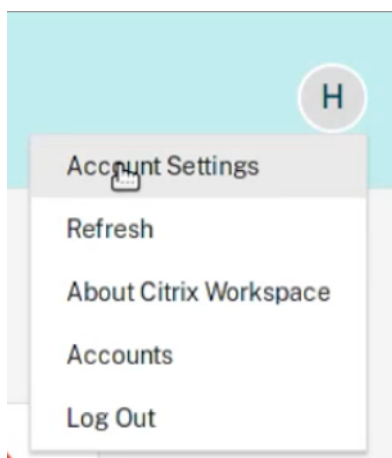 H
Account Settings
Refresh
About Citrix Workspace
Accounts
Log Out